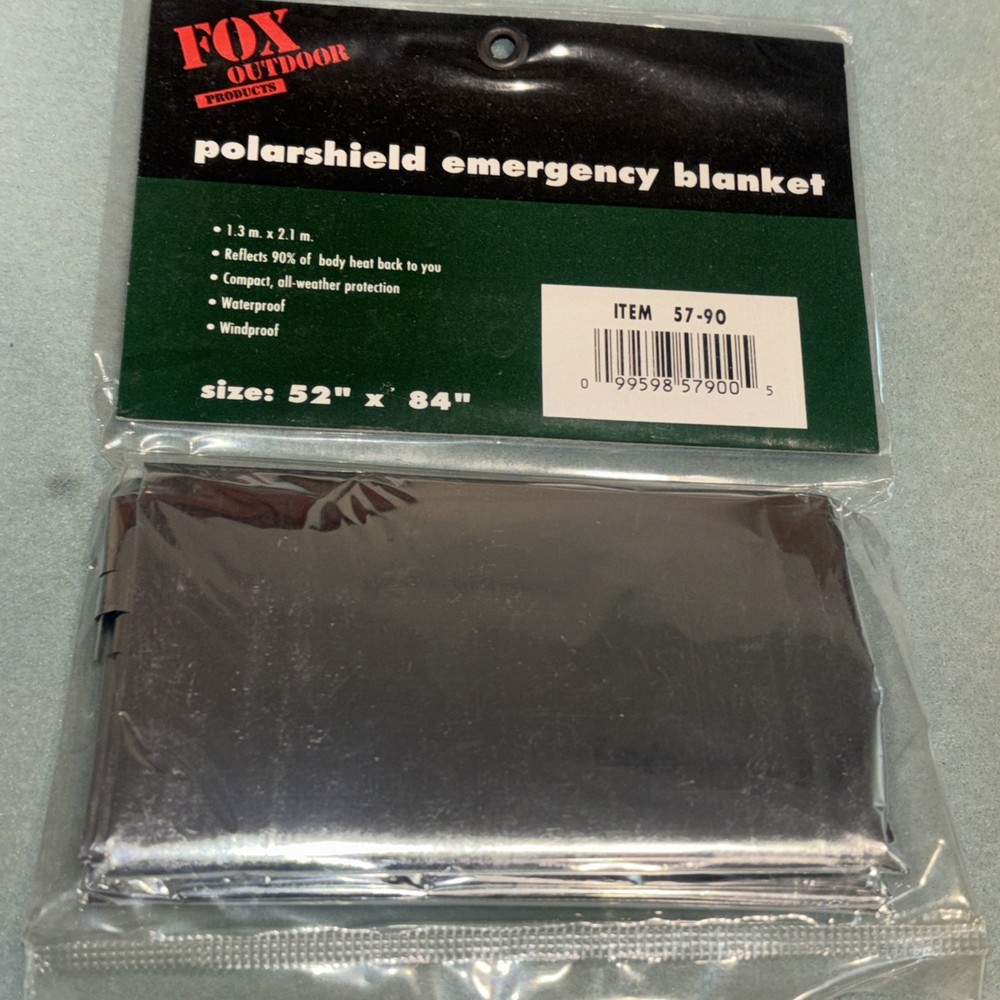 FOX
OUTDOOR
PRODUCTS
polarshield emergency blanket
• 1.3 m. x 2.1 m.
• Reflects 90% of body heat back to you
• Compact, all-weather protection
• Waterproof
• Windproof
size: 52" x 84"
ITEM 57-90
0 99598 57900 5